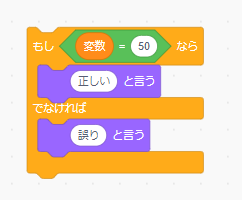 もし 変数 = 50 なら
正しい と言う
でなければ
誤り と言う